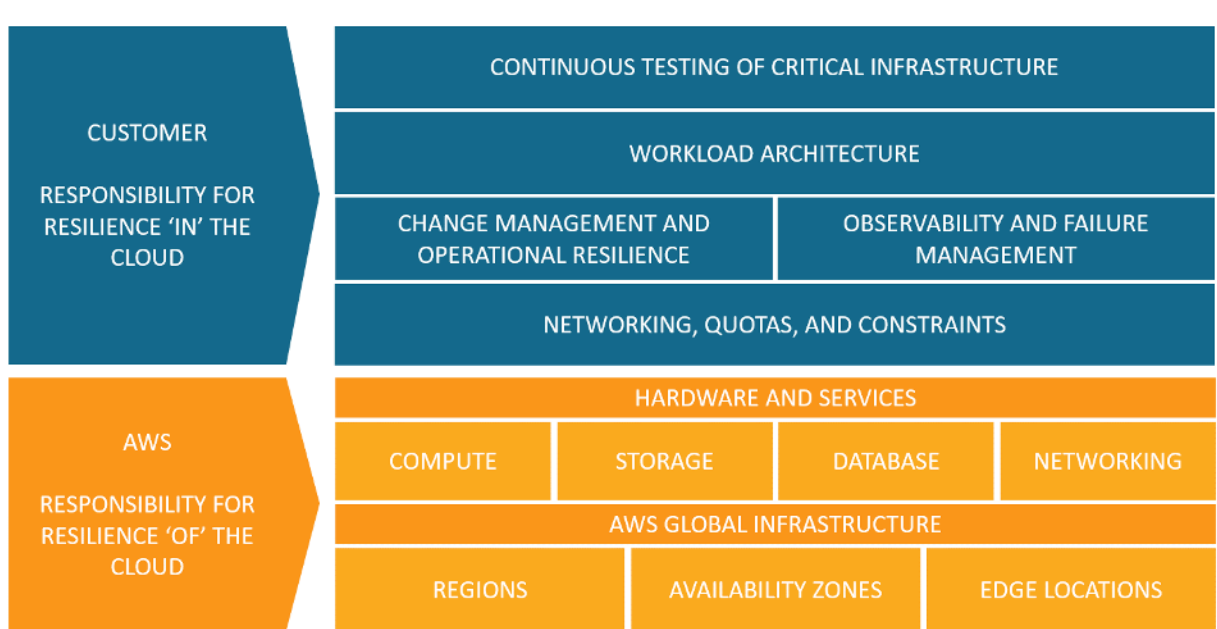 CUSTOMER
RESPONSIBILITY FOR
RESILIENCE ‘IN’ THE
CLOUD
CONTINUOUS TESTING OF CRITICAL INFRASTRUCTURE
WORKLOAD ARCHITECTURE
CHANGE MANAGEMENT AND
OPERATIONAL RESILIENCE
OBSERVABILITY AND FAILURE
MANAGEMENT
NETWORKING, QUOTAS, AND CONSTRAINTS
AWS
RESPONSIBILITY FOR
RESILIENCE ‘OF’ THE
CLOUD
HARDWARE AND SERVICES
COMPUTE
STORAGE
DATABASE
NETWORKING
AWS GLOBAL INFRASTRUCTURE
REGIONS
AVAILABILITY ZONES
EDGE LOCATIONS